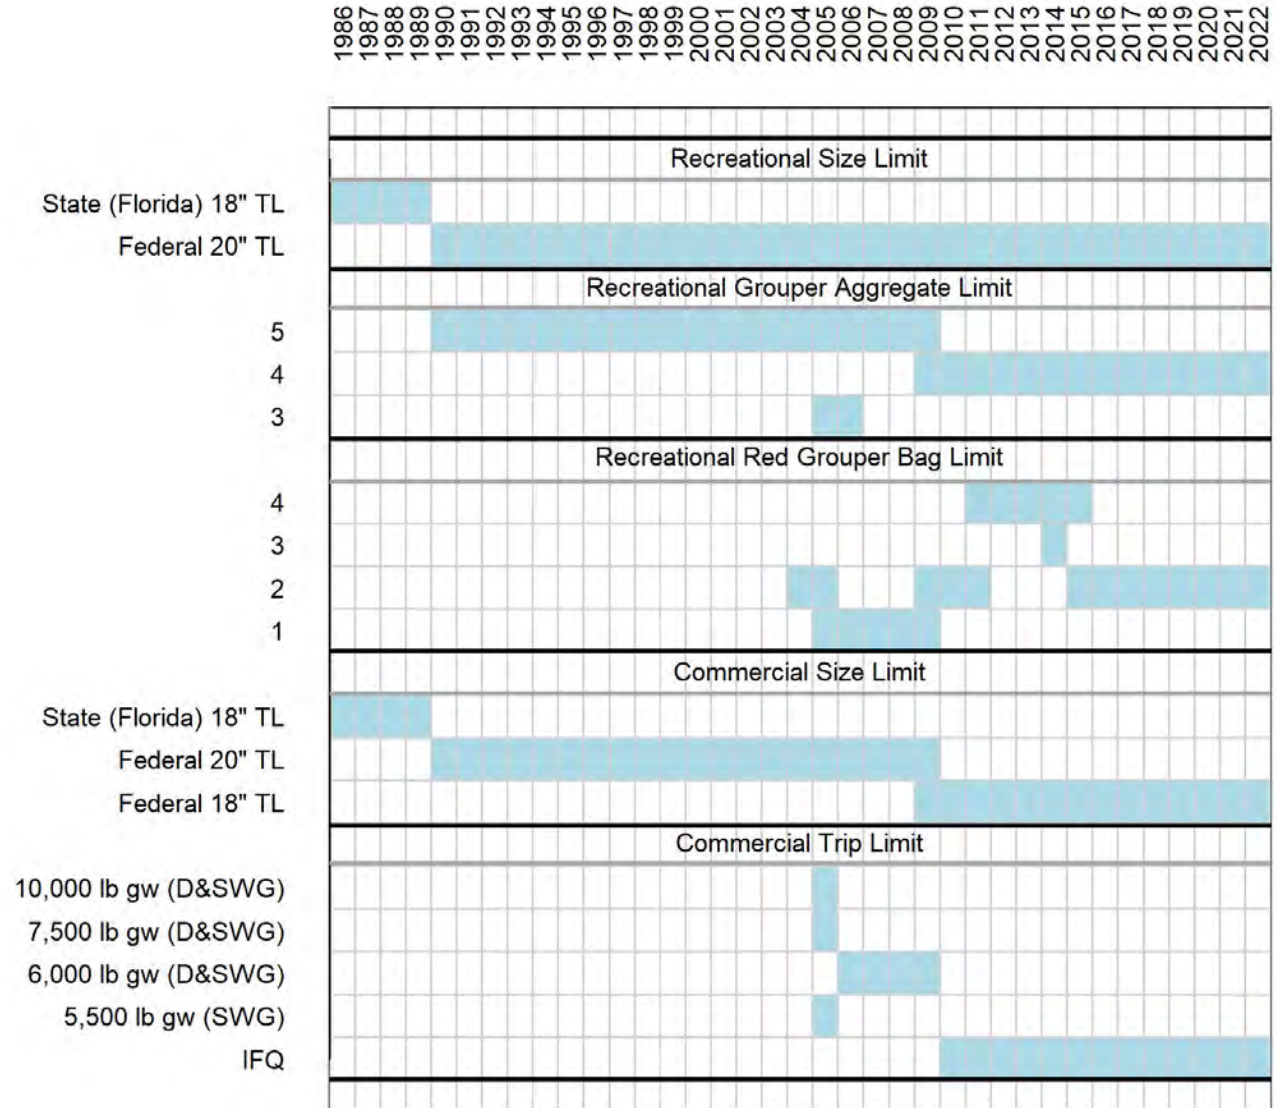 1986 1987 1988 1989 1990 1991 1992 1993 1994 1995 1996 1997 1998 1999 2000 2001 2002 2003 2004 2005 2006 2007 2008 2009 2010 2011 2012 2013 2014 2015 2016 2017 2018 2019 2020 2021 2022
Recreational Size Limit
State (Florida) 18" TL
Federal 20" TL
Recreational Grouper Aggregate Limit
5
4
3
Recreational Red Grouper Bag Limit
4
3
2
1
Commercial Size Limit
State (Florida) 18" TL
Federal 20" TL
Federal 18" TL
Commercial Trip Limit
10,000 lb gw (D&SWG)
7,500 lb gw (D&SWG)
6,000 lb gw (D&SWG)
5,500 lb gw (SWG)
IFQ